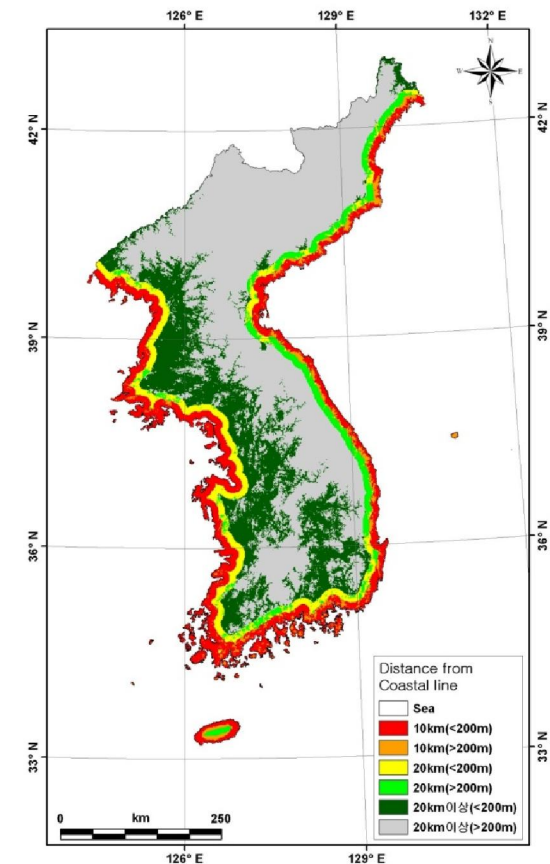 126° E 129° E 132° E
N
W E
S
42° N 42° N
39° N 39° N
36° N 36° N
33° N 33° N
Distance from
Coastal line
Sea
10km(<200m)
10km(>200m)
20km(<200m)
20km(>200m)
20km이상(<200m)
20km이상(>200m)
0 km 250
126° E 129° E